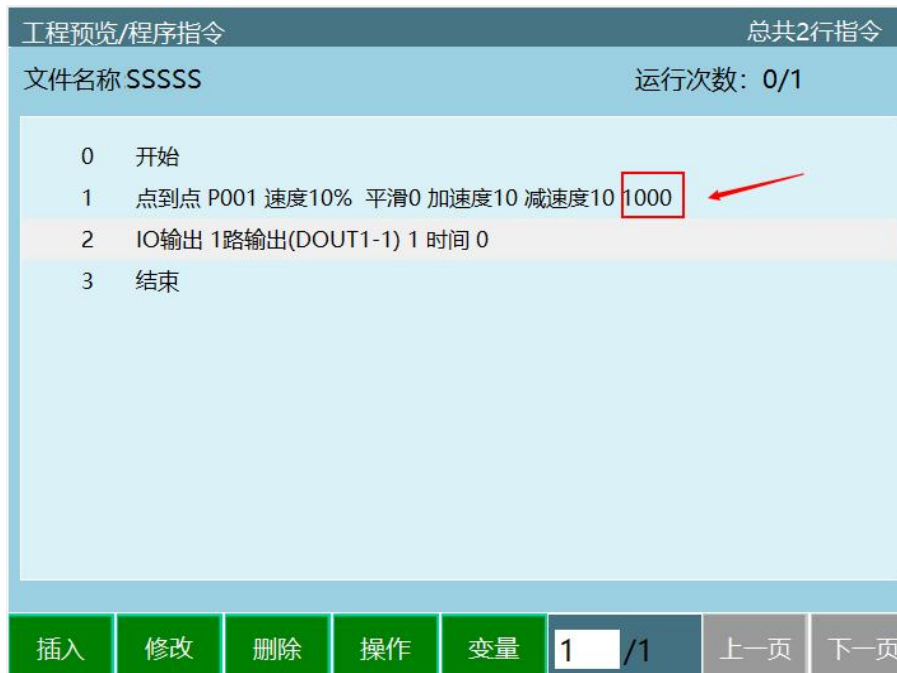 工程预览/程序指令 总共2行指令
文件名称:SSSSS 运行次数：0/1
0 开始
1 点到点 P001 速度10% 平滑0 加速度10 减速度10 1000
2 IO输出 1路输出(DOUT1-1) 1 时间 0
3 结束
插入 修改 删除 操作 变量 1 /1 上一页 下一页